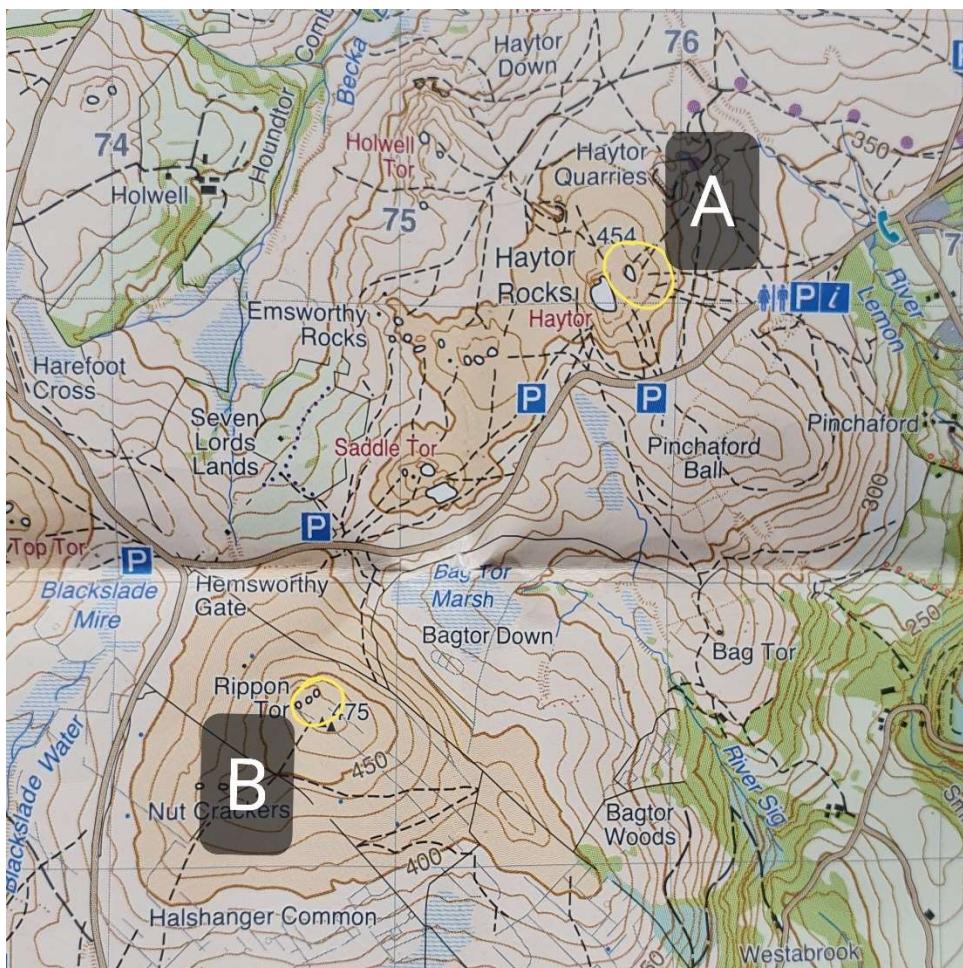 76
Haytor
Down
Becka
Houndtor
350
74
Holwell
Tor
Haytor
Quarries
A
Holwell
75
454
Haytor
Rocks
Haytor
P i
River
Lemon
Emsworthy
Rocks
Harefoot
Cross
P
P
Seven
Lords
Lands
Pinchaford
Pinchaford
Ball
Saddle Tor
300
P
Top Tor
P
Hemsworthy
Gate
Blackslade
Mire
Bag Tor
Marsh
Bagtor Down
Bag Tor
250
Rippon
Tor
475
450
B
Nut Crackers
Blackslade Water
River Sig
Bagtor
Woods
400
Halshanger Common
Westabrook
350